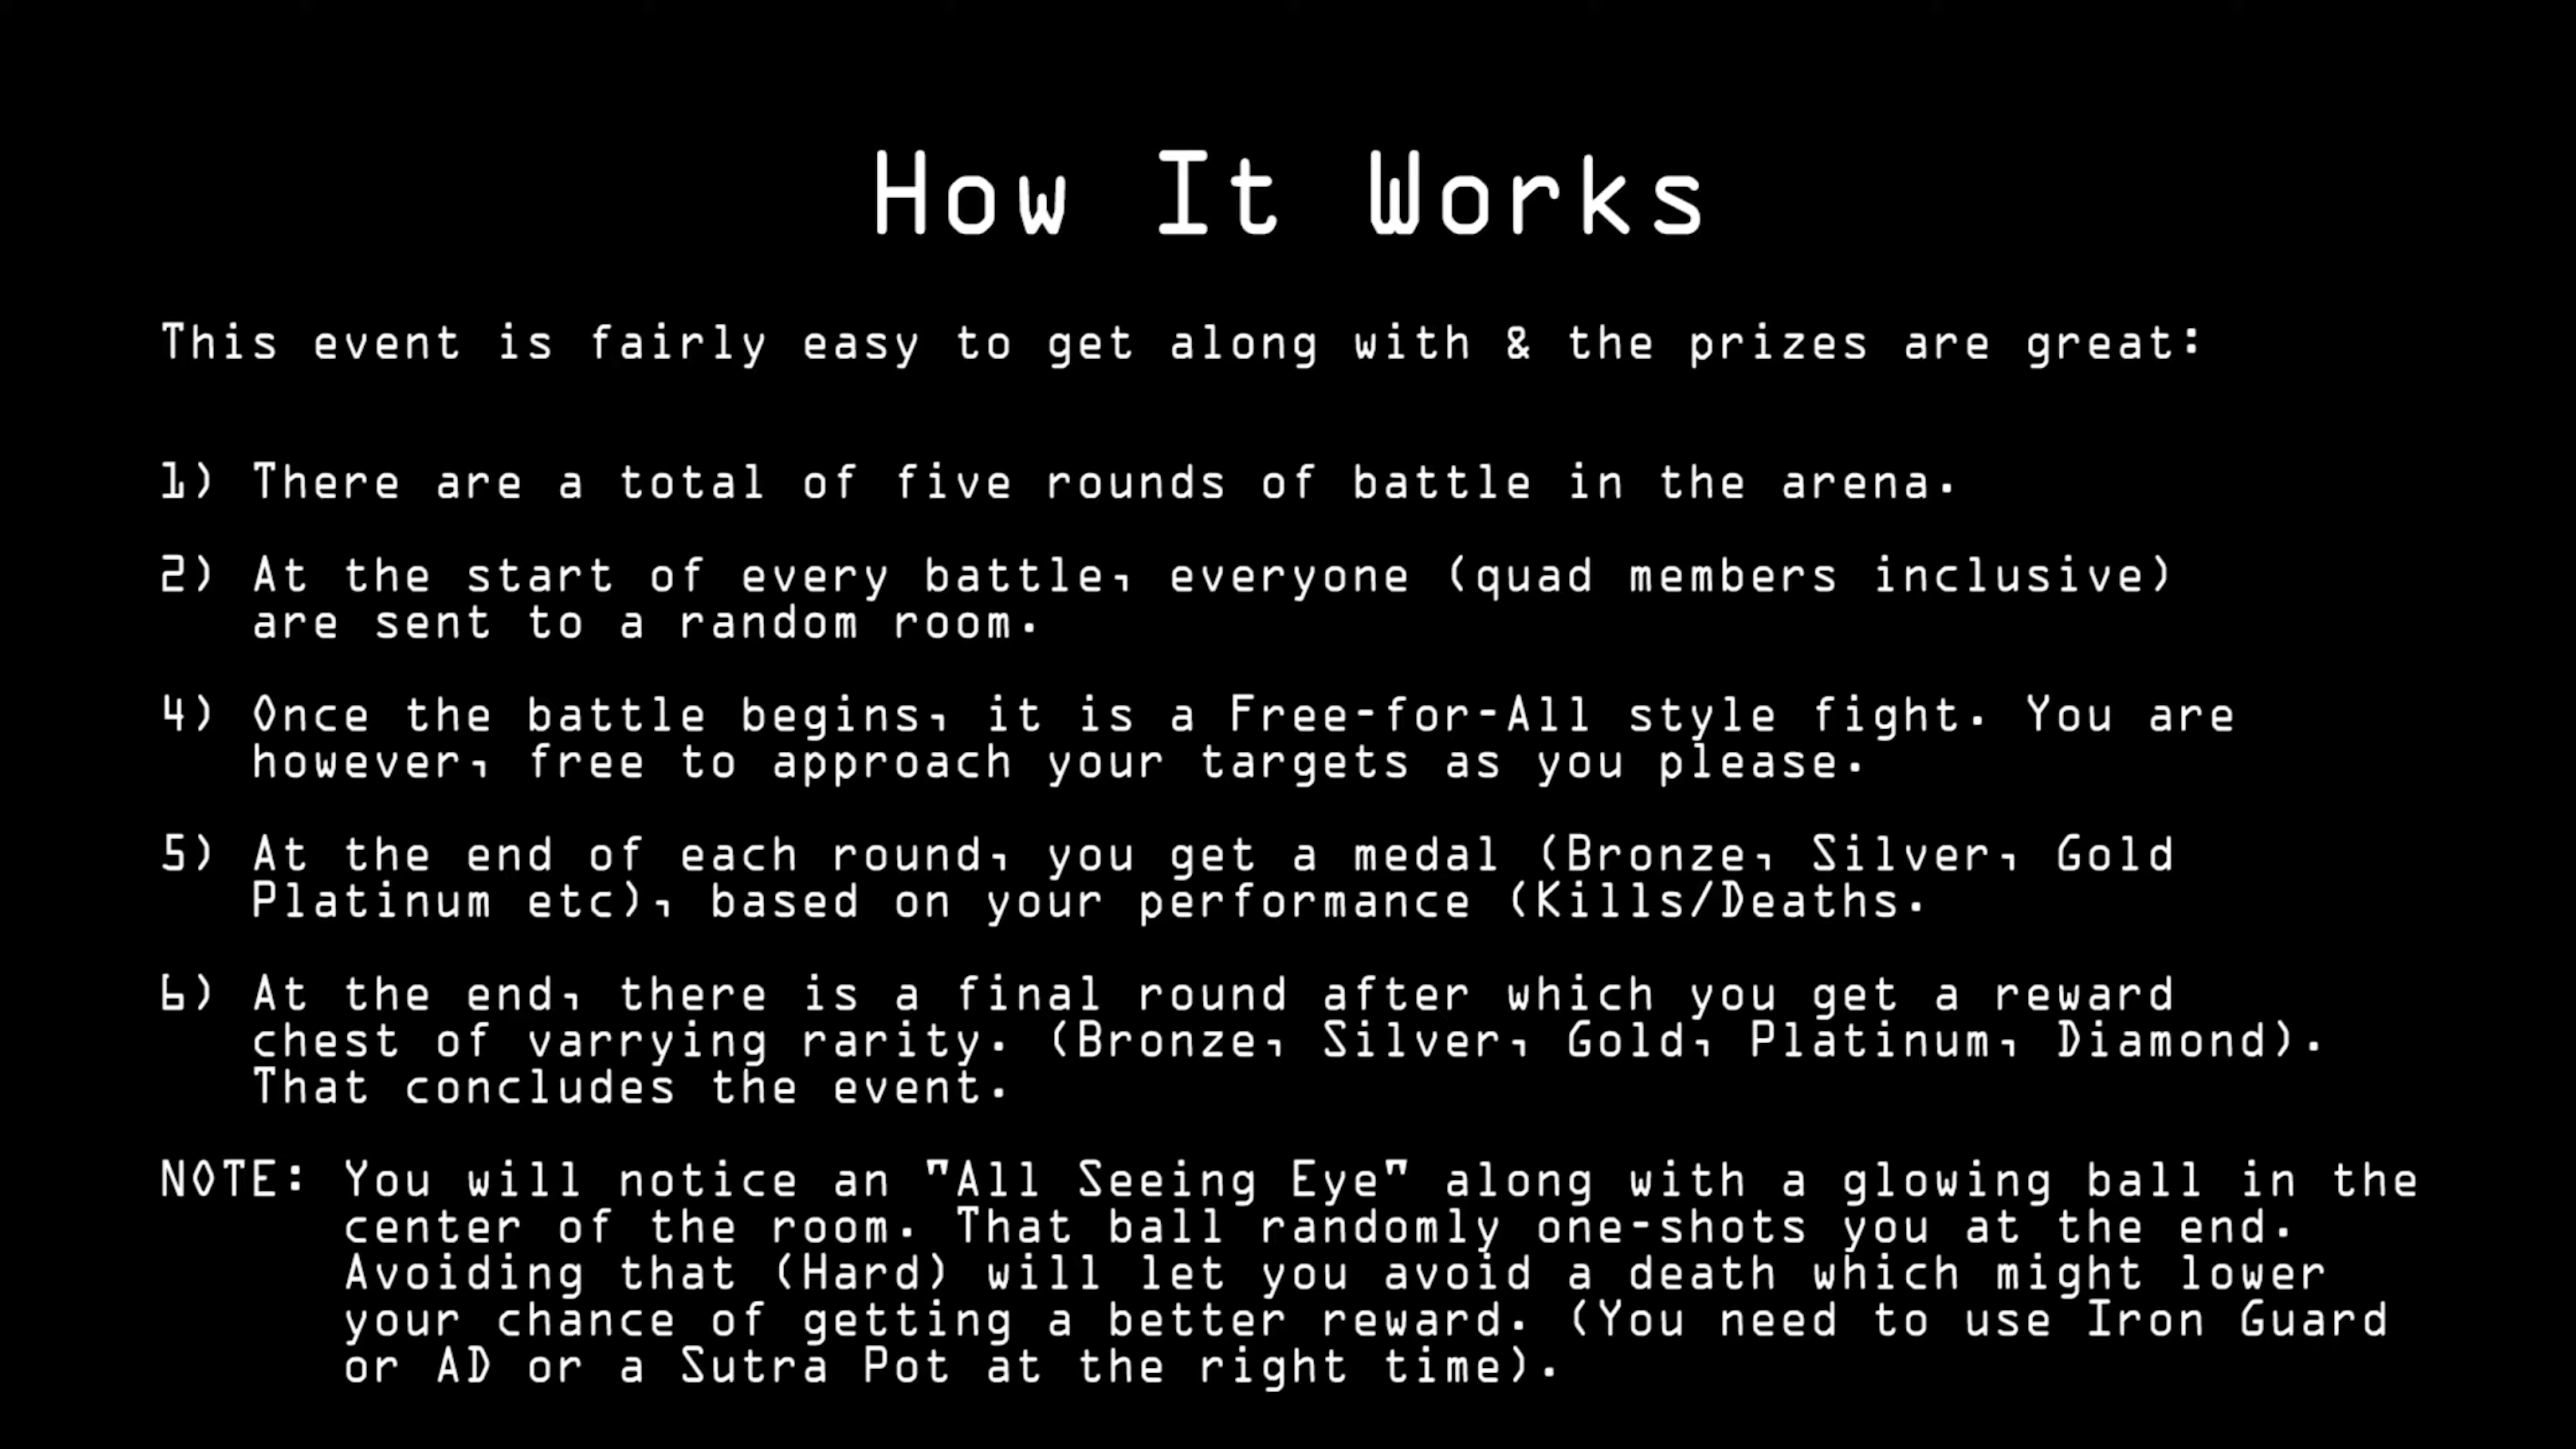 How It Works
This event is fairly easy to get along with & the prizes are great:
1) There are a total of five rounds of battle in the arena.
2) At the start of every battle, everyone (quad members inclusive)
are sent to a random room.
4) Once the battle begins, it is a Free-for-All style fight. You are
however, free to approach your targets as you please.
5) At the end of each round, you get a medal (Bronze, Silver, Gold
Platinum etc), based on your performance (Kills/Deaths.
6) At the end, there is a final round after which you get a reward
chest of varrying rarity. (Bronze, Silver, Gold, Platinum, Diamond).
That concludes the event.
NOTE: You will notice an "All Seeing Eye" along with a glowing ball in the
center of the room. That ball randomly one-shots you at the end.
Avoiding that (Hard) will let you avoid a death which might lower
your chance of getting a better reward. (You need to use Iron Guard
or AD or a Sutra Pot at the right time).